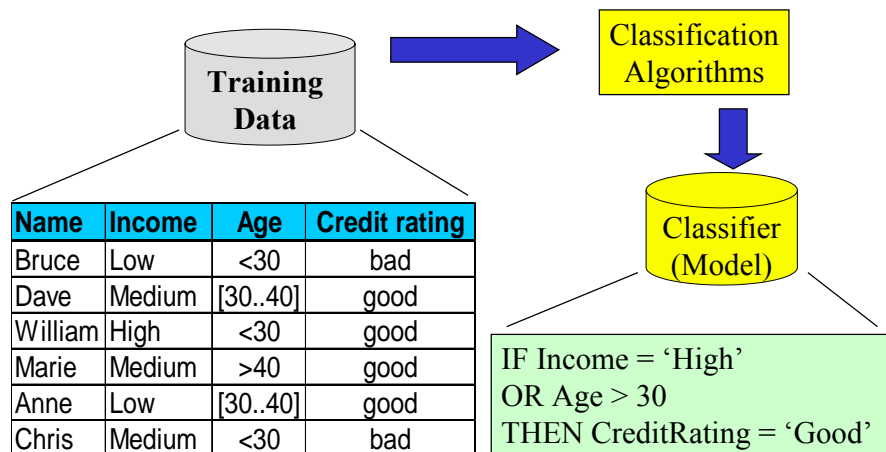 Training
Data
Classification
Algorithms
Classifier
(Model)
Name Income Age Credit rating
Bruce Low <30 bad
Dave Medium [30..40] good
William High <30 good
Marie Medium >40 good
Anne Low [30..40] good
Chris Medium <30 bad
IF Income = ‘High’
OR Age > 30
THEN CreditRating = ‘Good’